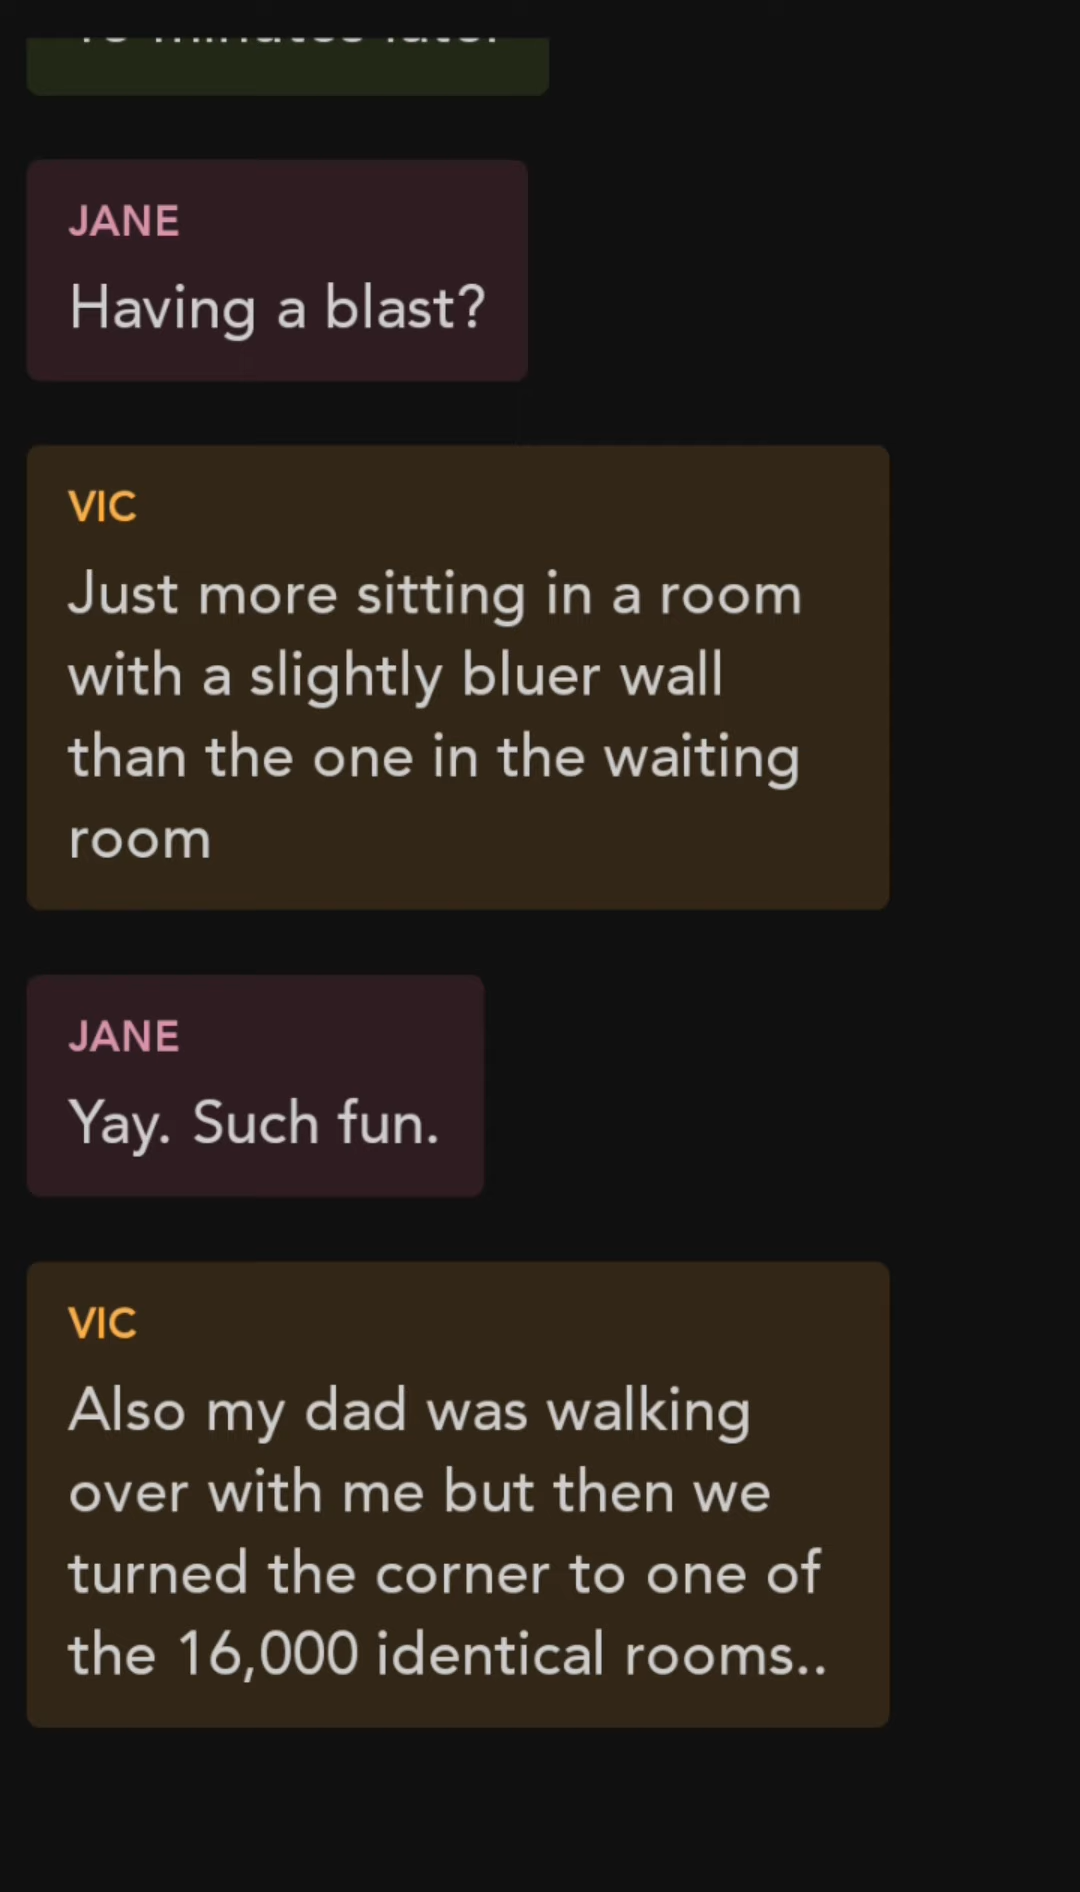 minutes later
JANE
Having a blast?
VIC
Just more sitting in a room
with a slightly bluer wall
than the one in the waiting
room
JANE
Yay. Such fun.
VIC
Also my dad was walking
over with me but then we
turned the corner to one of
the 16,000 identical rooms..